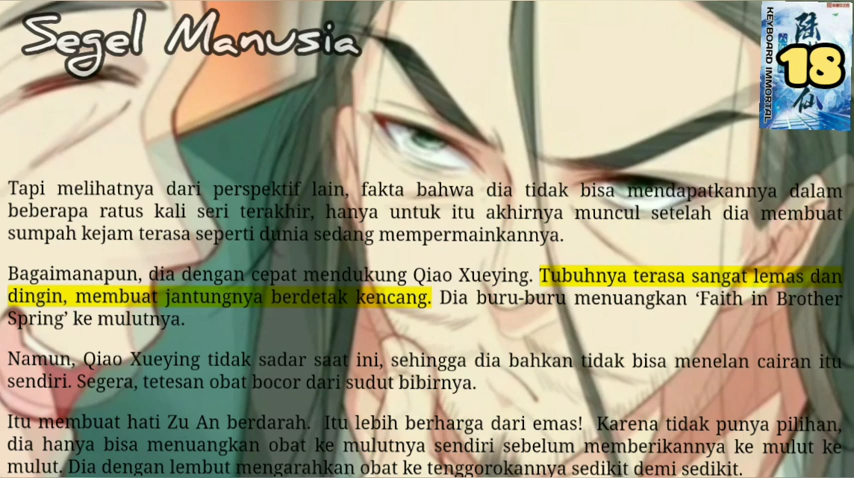 Segel Manusia
KEYBOARD IMMORTAL
18
Tapi melihatnya dari perspektif lain, fakta bahwa dia tidak bisa mendapatkannya dalam
beberapa ratus kali seri terakhir, hanya untuk itu akhirnya muncul setelah dia membuat
sumpah kejam terasa seperti dunia sedang mempermainkannya.
Bagaimanapun, dia dengan cepat mendukung Qiao Xueying. Tubuhnya terasa sangat lemas dan
dingin, membuat jantungnya berdetak kencang. Dia buru-buru menuangkan ‘Faith in Brother
Spring’ ke mulutnya.
Namun, Qiao Xueying tidak sadar saat ini, sehingga dia bahkan tidak bisa menelan cairan itu
sendiri. Segera, tetesan obat bocor dari sudut bibirnya.
Itu membuat hati Zu An berdarah. Itu lebih berharga dari emas! Karena tidak punya pilihan,
dia hanya bisa menuangkan obat ke mulutnya sendiri sebelum memberikannya ke mulut ke
mulut. Dia dengan lembut mengarahkan obat ke tenggorokannya sedikit demi sedikit.